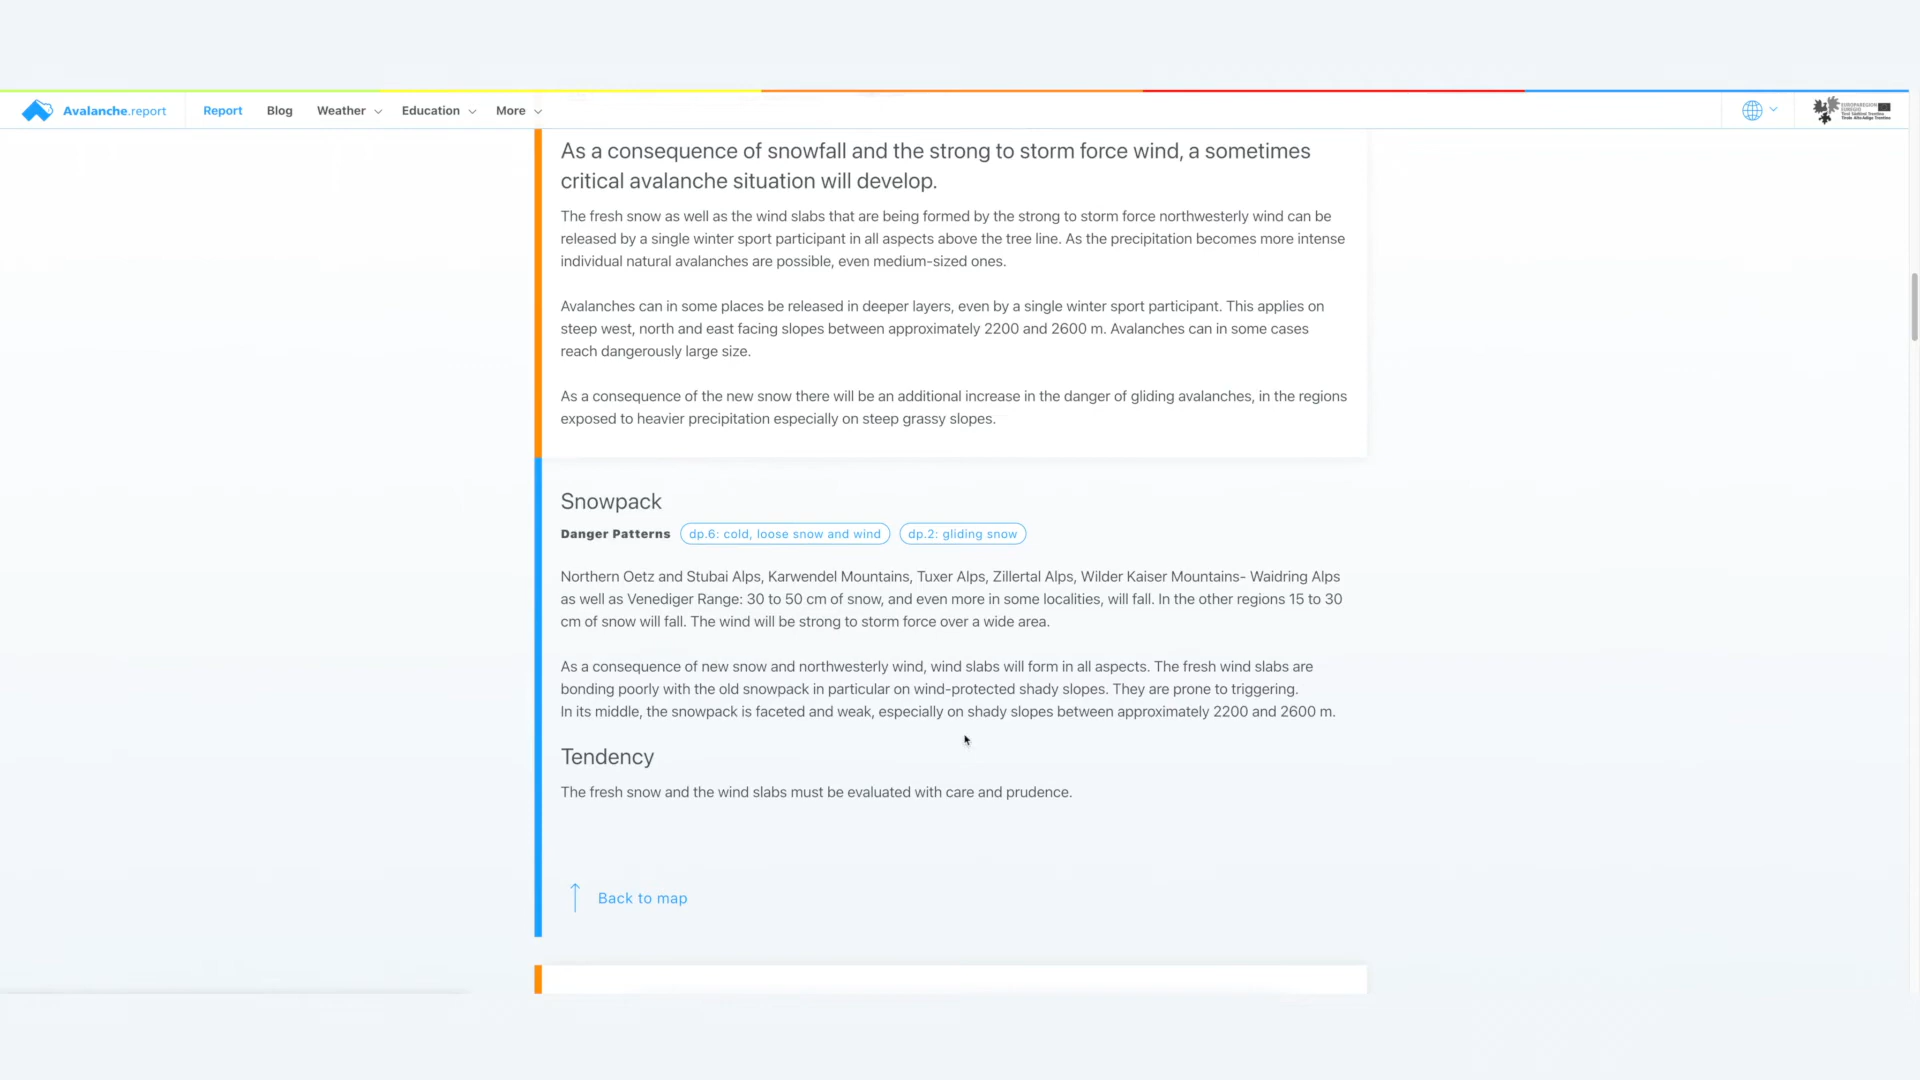 Avalanche.report Report Blog Weather Education More
As a consequence of snowfall and the strong to storm force wind, a sometimes
critical avalanche situation will develop.
The fresh snow as well as the wind slabs that are being formed by the strong to storm force northwesterly wind can be
released by a single winter sport participant in all aspects above the tree line. As the precipitation becomes more intense
individual natural avalanches are possible, even medium-sized ones.
Avalanches can in some places be released in deeper layers, even by a single winter sport participant. This applies on
steep west, north and east facing slopes between approximately 2200 and 2600 m. Avalanches can in some cases
reach dangerously large size.
As a consequence of the new snow there will be an additional increase in the danger of gliding avalanches, in the regions
exposed to heavier precipitation especially on steep grassy slopes.
Snowpack
Danger Patterns dp.6: cold, loose snow and wind dp.2: gliding snow
Northern Oetz and Stubai Alps, Karwendel Mountains, Tuxer Alps, Zillertal Alps, Wilder Kaiser Mountains- Waidring Alps
as well as Venediger Range: 30 to 50 cm of snow, and even more in some localities, will fall. In the other regions 15 to 30
cm of snow will fall. The wind will be strong to storm force over a wide area.
As a consequence of new snow and northwesterly wind, wind slabs will form in all aspects. The fresh wind slabs are
bonding poorly with the old snowpack in particular on wind-protected shady slopes. They are prone to triggering.
In its middle, the snowpack is faceted and weak, especially on shady slopes between approximately 2200 and 2600 m.
Tendency
The fresh snow and the wind slabs must be evaluated with care and prudence.
Back to map